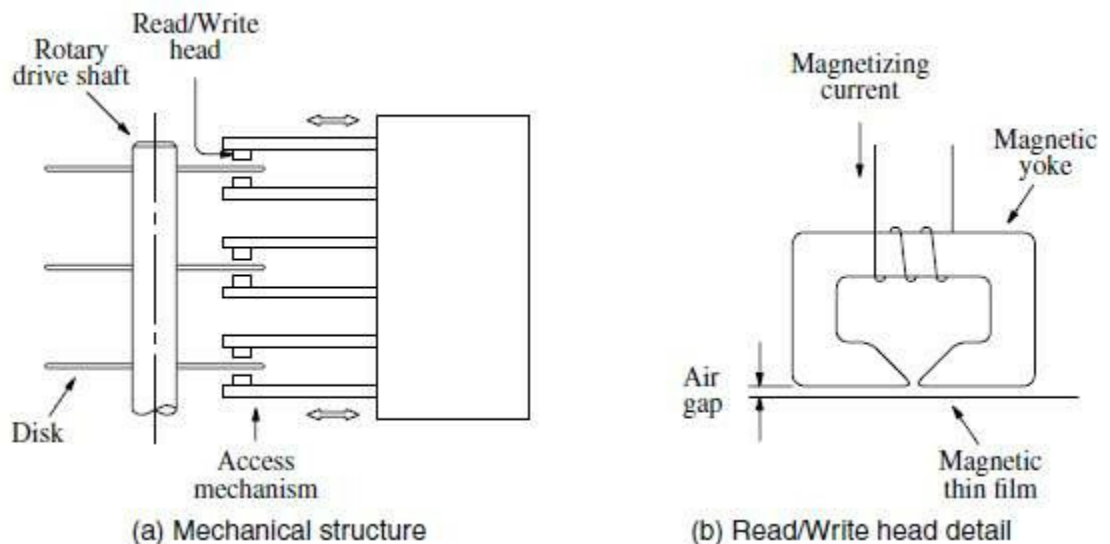 Read/Write
head
Rotary
drive shaft
Disk
Access
mechanism
(a) Mechanical structure
Magnetizing
current
Magnetic
yoke
Air
gap
Magnetic
thin film
(b) Read/Write head detail